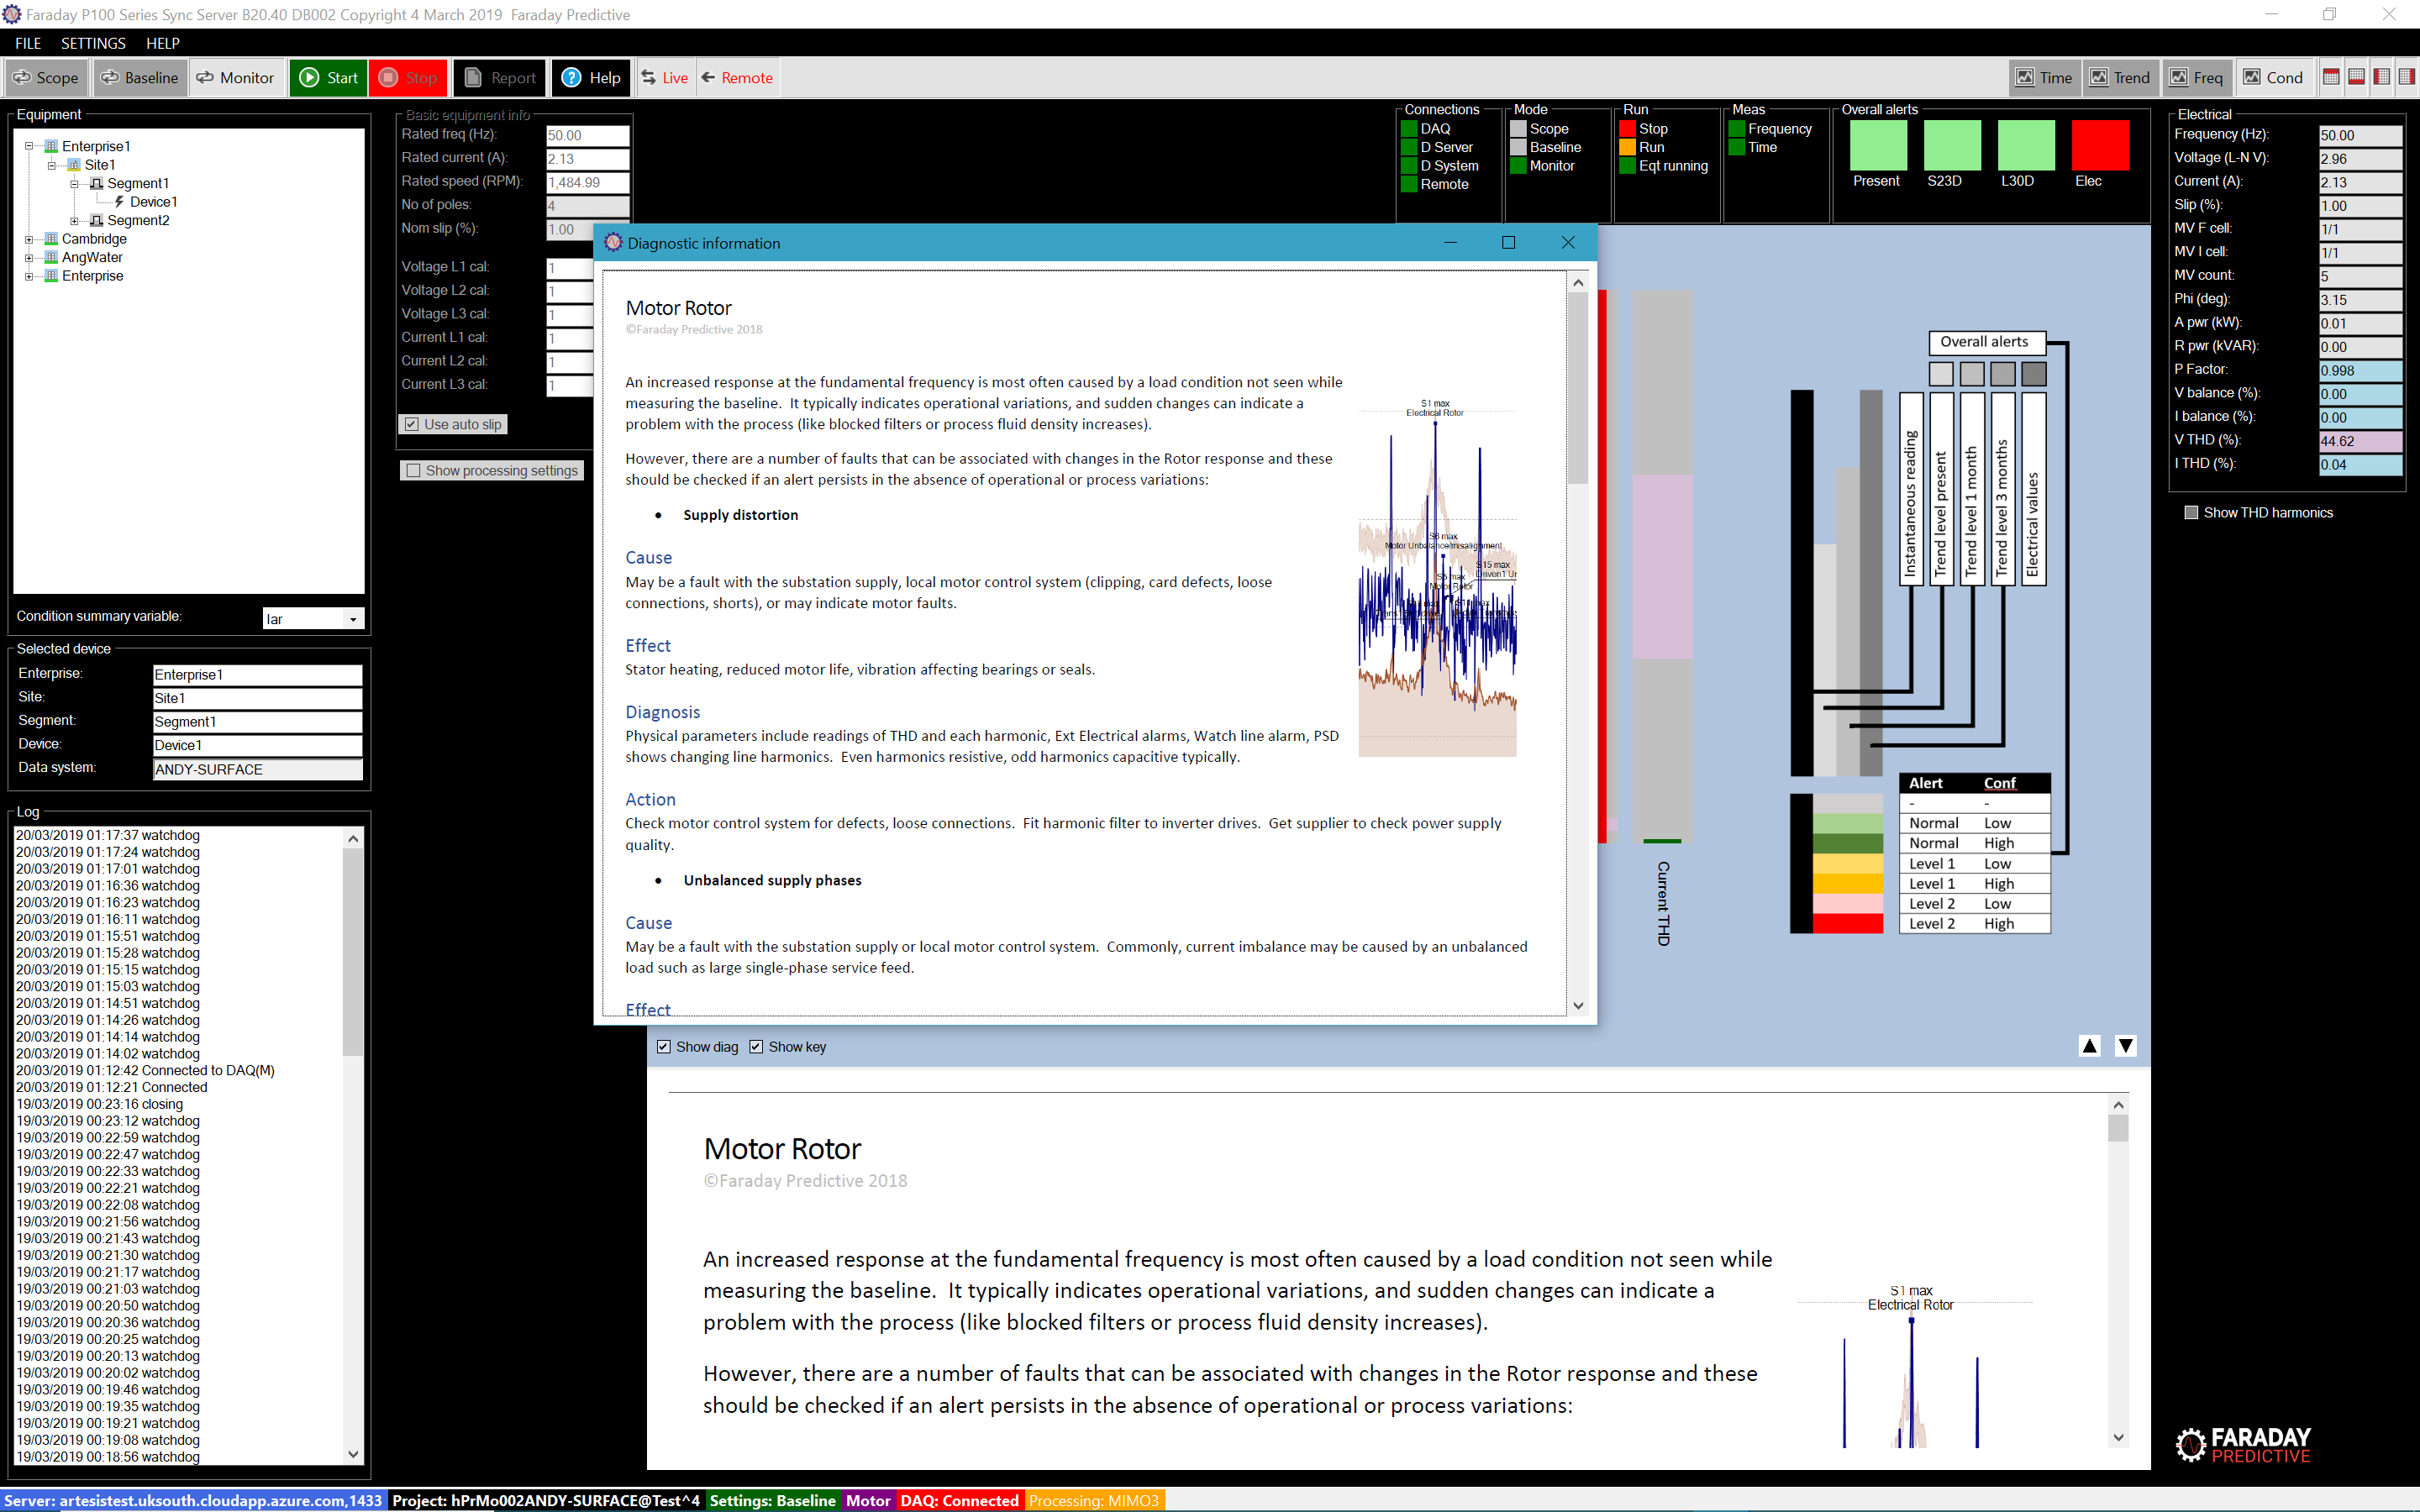 Faraday P100 Series Sync Server B20.40 DB002 Copyright 4 March 2019  Faraday Predictive
FILE SETTINGS HELP
Scope Baseline Monitor Start Stop Report Help Live Remote Time Trend Freq Cond
Equipment
Enterprise1
Site1
Segment1
Device1
Segment2
Cambridge
AngWater
Enterprise
Condition summary variable: Iar
Selected device
Enterprise: Enterprise1
Site: Site1
Segment: Segment1
Device: Device1
Data system: ANDY-SURFACE
Log
20/03/2019 01:17:37 watchdog
20/03/2019 01:17:24 watchdog
20/03/2019 01:17:01 watchdog
20/03/2019 01:16:36 watchdog
20/03/2019 01:16:23 watchdog
20/03/2019 01:16:11 watchdog
20/03/2019 01:15:51 watchdog
20/03/2019 01:15:28 watchdog
20/03/2019 01:15:15 watchdog
20/03/2019 01:15:03 watchdog
20/03/2019 01:14:51 watchdog
20/03/2019 01:14:26 watchdog
20/03/2019 01:14:14 watchdog
20/03/2019 01:14:02 watchdog
20/03/2019 01:12:42 Connected to DAQ(M)
20/03/2019 01:12:21 Connected
19/03/2019 00:23:16 closing
19/03/2019 00:23:12 watchdog
19/03/2019 00:22:59 watchdog
19/03/2019 00:22:47 watchdog
19/03/2019 00:22:33 watchdog
19/03/2019 00:22:21 watchdog
19/03/2019 00:22:08 watchdog
19/03/2019 00:21:56 watchdog
19/03/2019 00:21:43 watchdog
19/03/2019 00:21:30 watchdog
19/03/2019 00:21:17 watchdog
19/03/2019 00:21:03 watchdog
19/03/2019 00:20:50 watchdog
19/03/2019 00:20:36 watchdog
19/03/2019 00:20:25 watchdog
19/03/2019 00:20:13 watchdog
19/03/2019 00:20:02 watchdog
19/03/2019 00:19:46 watchdog
19/03/2019 00:19:35 watchdog
19/03/2019 00:19:21 watchdog
19/03/2019 00:19:08 watchdog
19/03/2019 00:18:56 watchdog
Basic equipment info
Rated freq (Hz): 50.00
Rated current (A): 2.13
Rated speed (RPM): 1,484.99
No of poles: 4
Nom slip (%): 1.00
Voltage L1 cal: 1
Voltage L2 cal: 1
Voltage L3 cal: 1
Current L1 cal: 1
Current L2 cal: 1
Current L3 cal: 1
Use auto slip
Show processing settings
Connections
DAQ
D Server
D System
Remote
Mode
Scope
Baseline
Monitor
Run
Stop
Run
Eqt running
Meas
Frequency
Time
Overall alerts
Present S23D L30D Elec
Electrical
Frequency (Hz): 50.00
Voltage (L-N V): 2.96
Current (A): 2.13
Slip (%): 1.00
MV F cell: 1/1
MV I cell: 1/1
MV count: 5
Phi (deg): 3.15
A pwr (kW): 0.01
R pwr (kVAR): 0.00
P Factor: 0.998
V balance (%): 0.00
I balance (%): 0.00
V THD (%): 44.62
I THD (%): 0.04
Show THD harmonics
Diagnostic information
Motor Rotor
©Faraday Predictive 2018
An increased response at the fundamental frequency is most often caused by a load condition not seen while
measuring the baseline.  It typically indicates operational variations, and sudden changes can indicate a
problem with the process (like blocked filters or process fluid density increases).
However, there are a number of faults that can be associated with changes in the Rotor response and these
should be checked if an alert persists in the absence of operational or process variations:
• Supply distortion
Cause
May be a fault with the substation supply, local motor control system (clipping, card defects, loose
connections, shorts), or may indicate motor faults.
Effect
Stator heating, reduced motor life, vibration affecting bearings or seals.
Diagnosis
Physical parameters include readings of THD and each harmonic, Ext Electrical alarms, Watch line alarm, PSD
shows changing line harmonics.  Even harmonics resistive, odd harmonics capacitive typically.
Action
Check motor control system for defects, loose connections.  Fit harmonic filter to inverter drives.  Get supplier to check power supply
quality.
• Unbalanced supply phases
Cause
May be a fault with the substation supply or local motor control system.  Commonly, current imbalance may be caused by an unbalanced
load such as large single-phase service feed.
Effect
S1 max
Electrical Rotor
S6 max
Motor Unbalance/misalignment
S15 max
Driven1 Ur
S5 max
Motor Rotor
Current THD
Overall alerts
Instantaneous reading
Trend level present
Trend level 1 month
Trend level 3 months
Electrical values
Alert Conf
- -
Normal Low
Normal High
Level 1 Low
Level 1 High
Level 2 Low
Level 2 High
Show diag Show key
Motor Rotor
©Faraday Predictive 2018
An increased response at the fundamental frequency is most often caused by a load condition not seen while
measuring the baseline.  It typically indicates operational variations, and sudden changes can indicate a
problem with the process (like blocked filters or process fluid density increases).
However, there are a number of faults that can be associated with changes in the Rotor response and these
should be checked if an alert persists in the absence of operational or process variations:
S1 max
Electrical Rotor
FARADAY
PREDICTIVE
Server: artesistest.uksouth.cloudapp.azure.com,1433 Project: hPrMo002ANDY-SURFACE@Test^4 Settings: Baseline Motor DAQ: Connected Processing: MIMO3